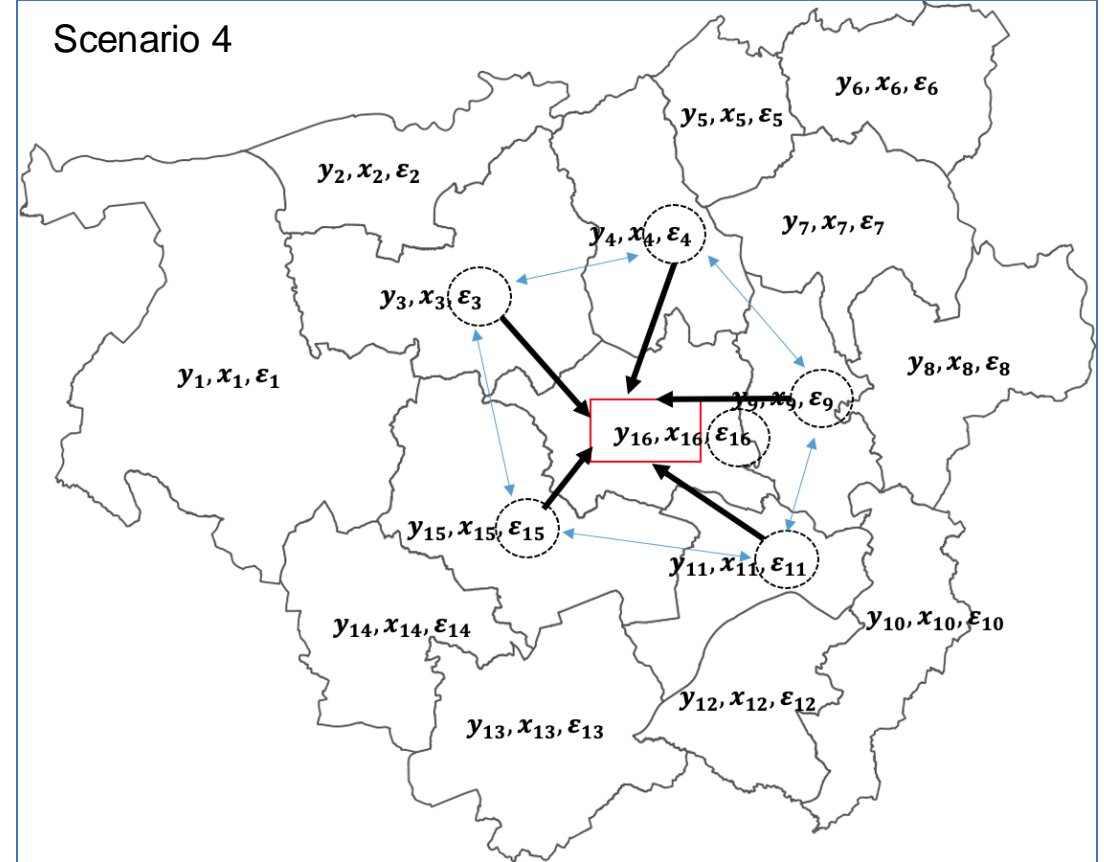 Scenario 4
y₆, x₆, ε₆
y₅, x₅, ε₅
y₂, x₂, ε₂
y₇, x₇, ε₇
y₄, x₄, ε₄
y₃, x₃, ε₃
y₈, x₈, ε₈
y₁, x₁, ε₁
y₉, x₉, ε₉
y₁₆, x₁₆, ε₁₆
y₁₅, x₁₅, ε₁₅
y₁₁, x₁₁, ε₁₁
y₁₄, x₁₄, ε₁₄
y₁₀, x₁₀, ε₁₀
y₁₂, x₁₂, ε₁₂
y₁₃, x₁₃, ε₁₃